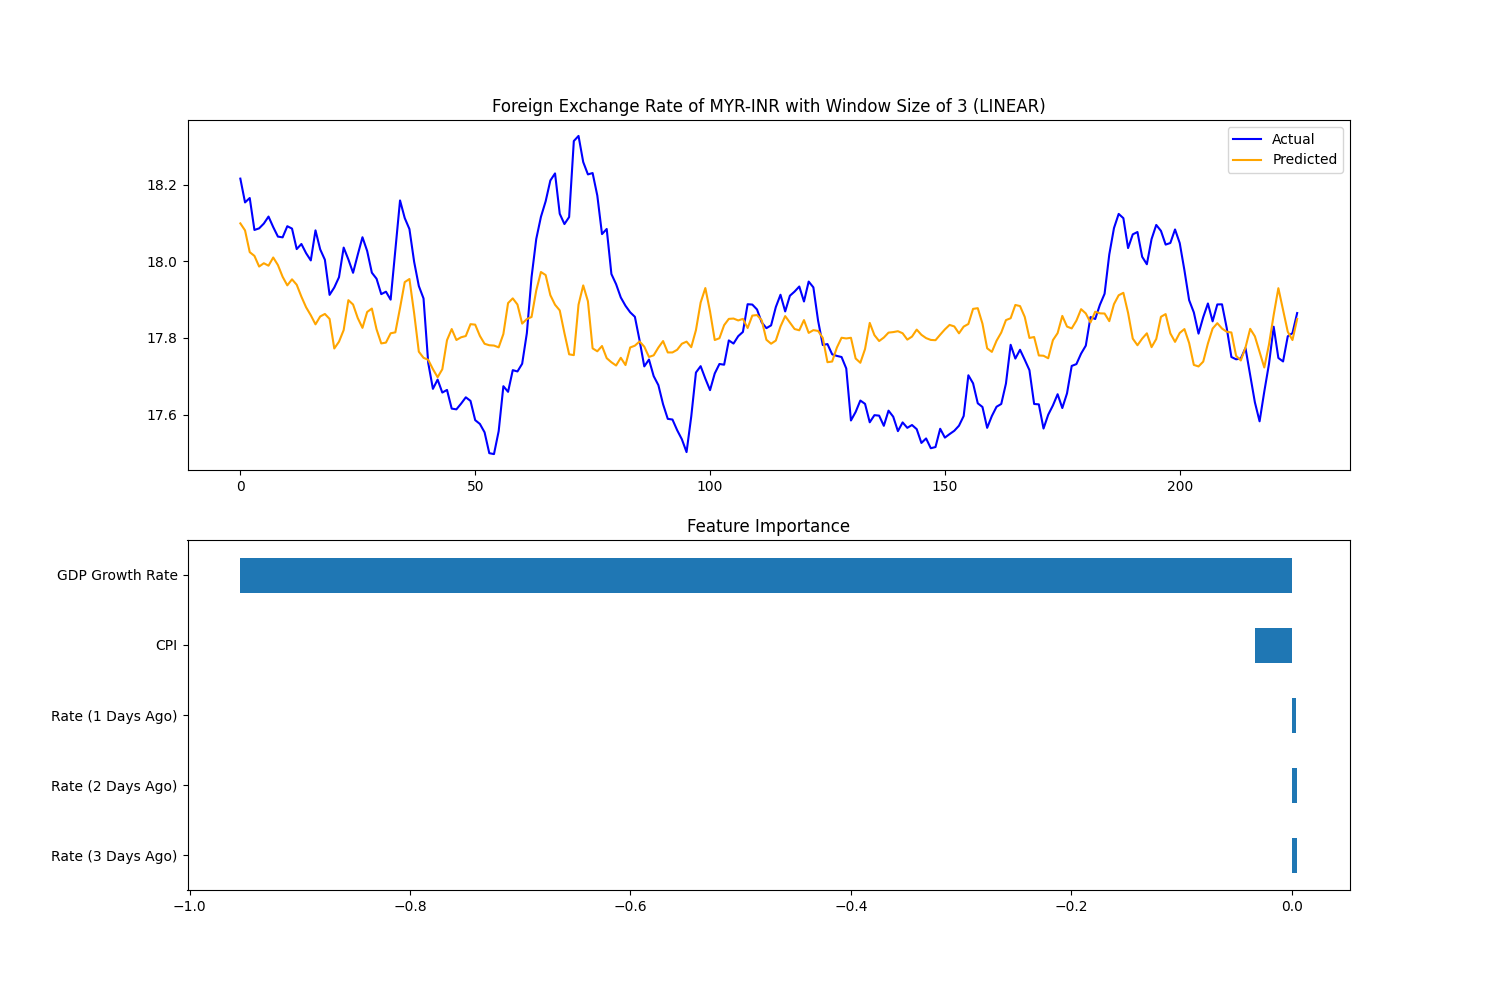 Foreign Exchange Rate of MYR-INR with Window Size of 3 (LINEAR)
Actual
Predicted
18.2
18.0
17.8
17.6
0 50 100 150 200
Feature Importance
GDP Growth Rate
CPI
Rate (1 Days Ago)
Rate (2 Days Ago)
Rate (3 Days Ago)
−1.0 −0.8 −0.6 −0.4 −0.2 0.0